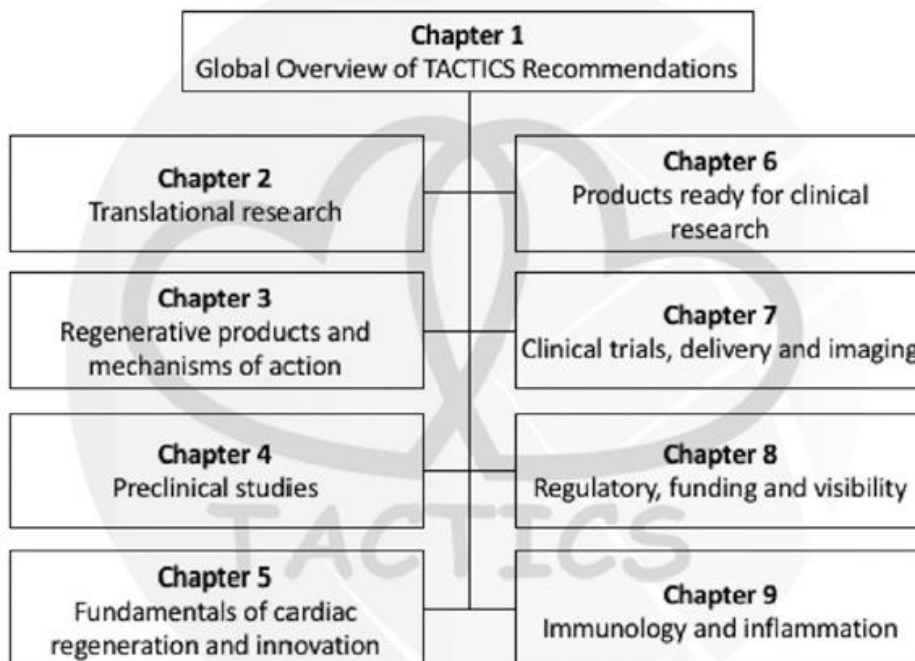 Chapter 1
Global Overview of TACTICS Recommendations
Chapter 2
Translational research
Chapter 3
Regenerative products and
mechanisms of action
Chapter 4
Preclinical studies
Chapter 5
Fundamentals of cardiac
regeneration and innovation
Chapter 6
Products ready for clinical
research
Chapter 7
Clinical trials, delivery and imaging
Chapter 8
Regulatory, funding and visibility
Chapter 9
Immunology and inflammation
TACTICS